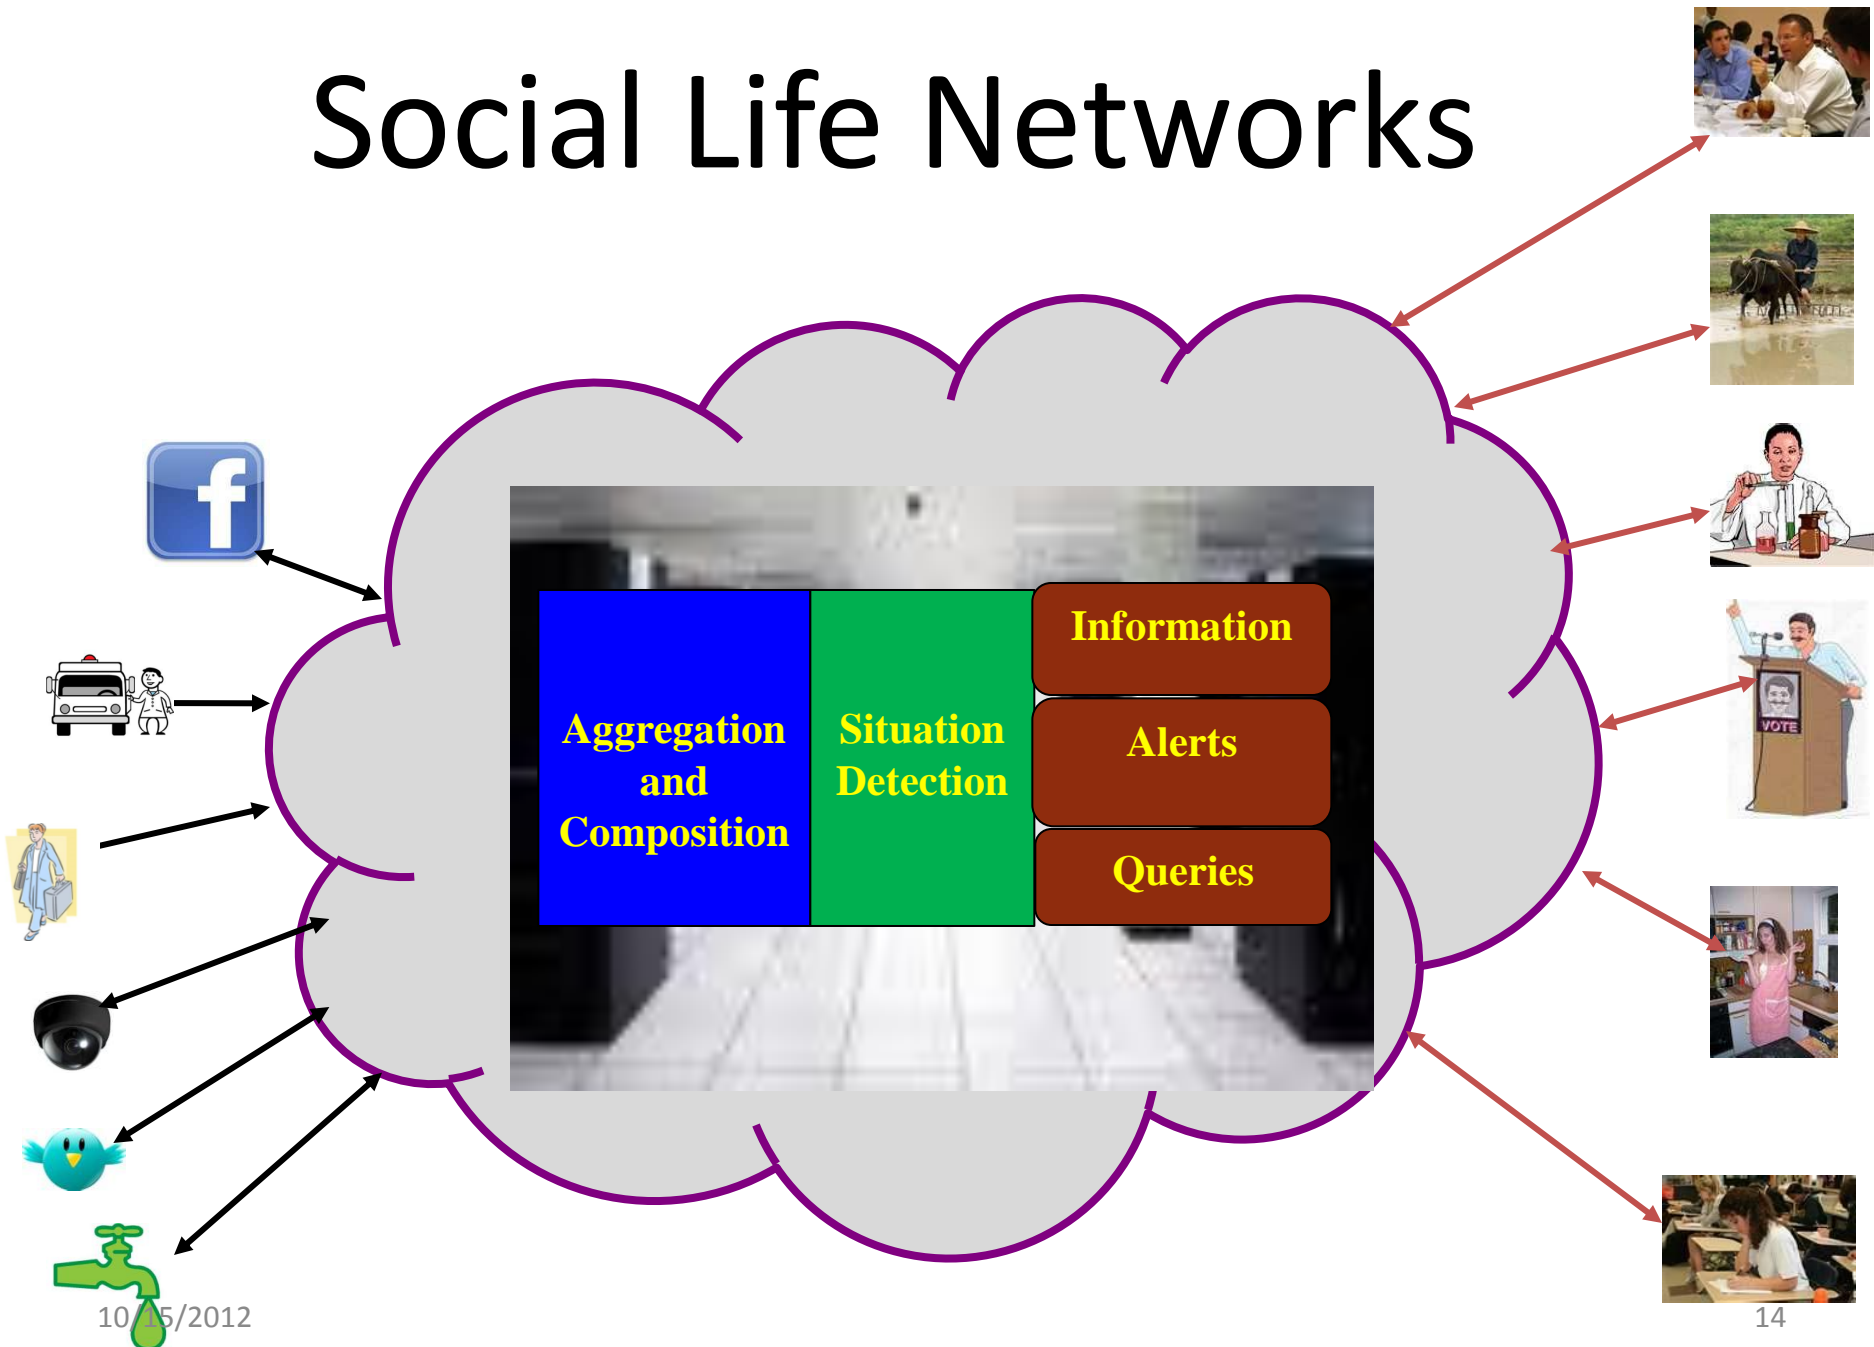 Social Life Networks
f
Information
Aggregation
and
Composition
Situation
Detection
Alerts
Queries
VOTE
10/15/2012
14